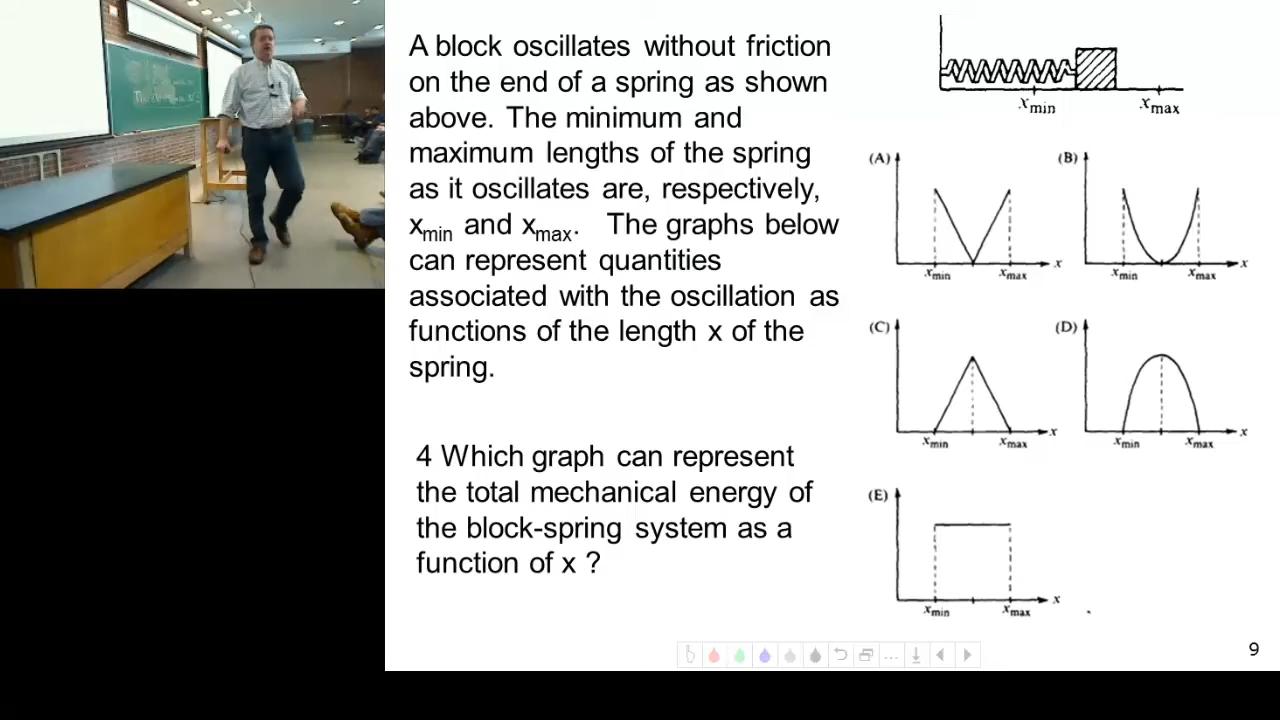 A block oscillates without friction
on the end of a spring as shown
above. The minimum and
maximum lengths of the spring
as it oscillates are, respectively,
xmin and xmax. The graphs below
can represent quantities
associated with the oscillation as
functions of the length x of the
spring.
4 Which graph can represent
the total mechanical energy of
the block-spring system as a
function of x ?
xmin xmax
(A) (B)
xmin xmax x xmin xmax x
(C) (D)
xmin xmax x xmin xmax x
(E)
xmin xmax x
...
9